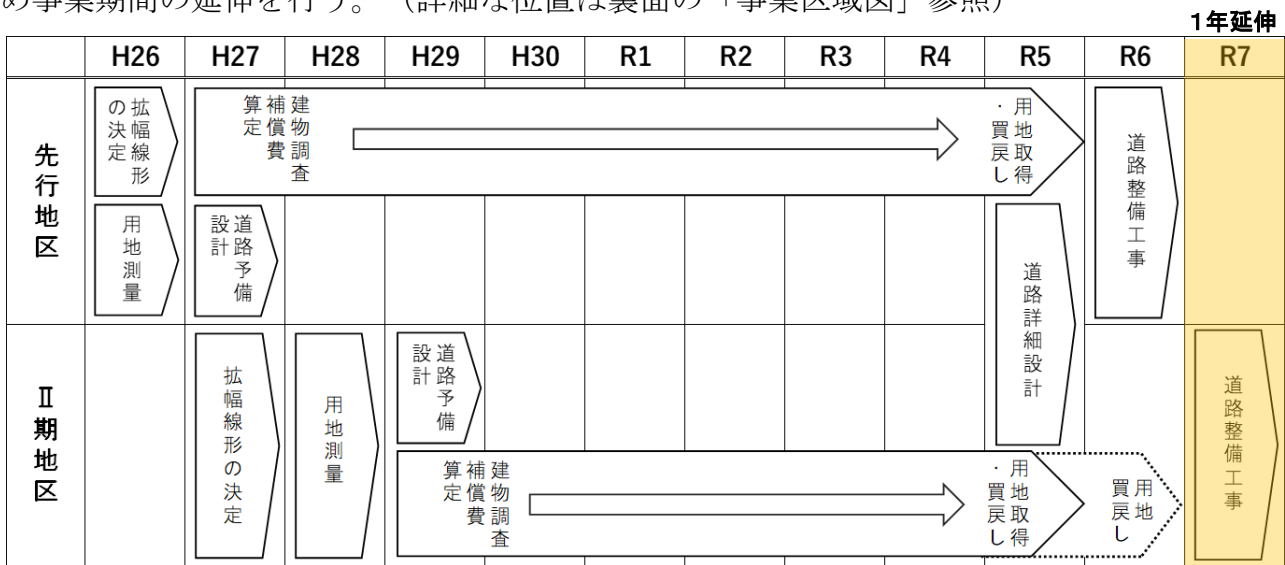 め事業期間の延伸を行う。（詳細な位置は裏面の「事業区域図」参照）
1年延伸
H26 H27 H28 H29 H30 R1 R2 R3 R4 R5 R6 R7
先行地区
拡幅線形の決定
建物調査補償費算定
用地取得・買戻し
道路整備工事
用地測量
道路予備設計
道路詳細設計
Ⅱ期地区
拡幅線形の決定
用地測量
道路予備設計
道路整備工事
建物調査補償費算定
用地取得・買戻し
用地買戻し